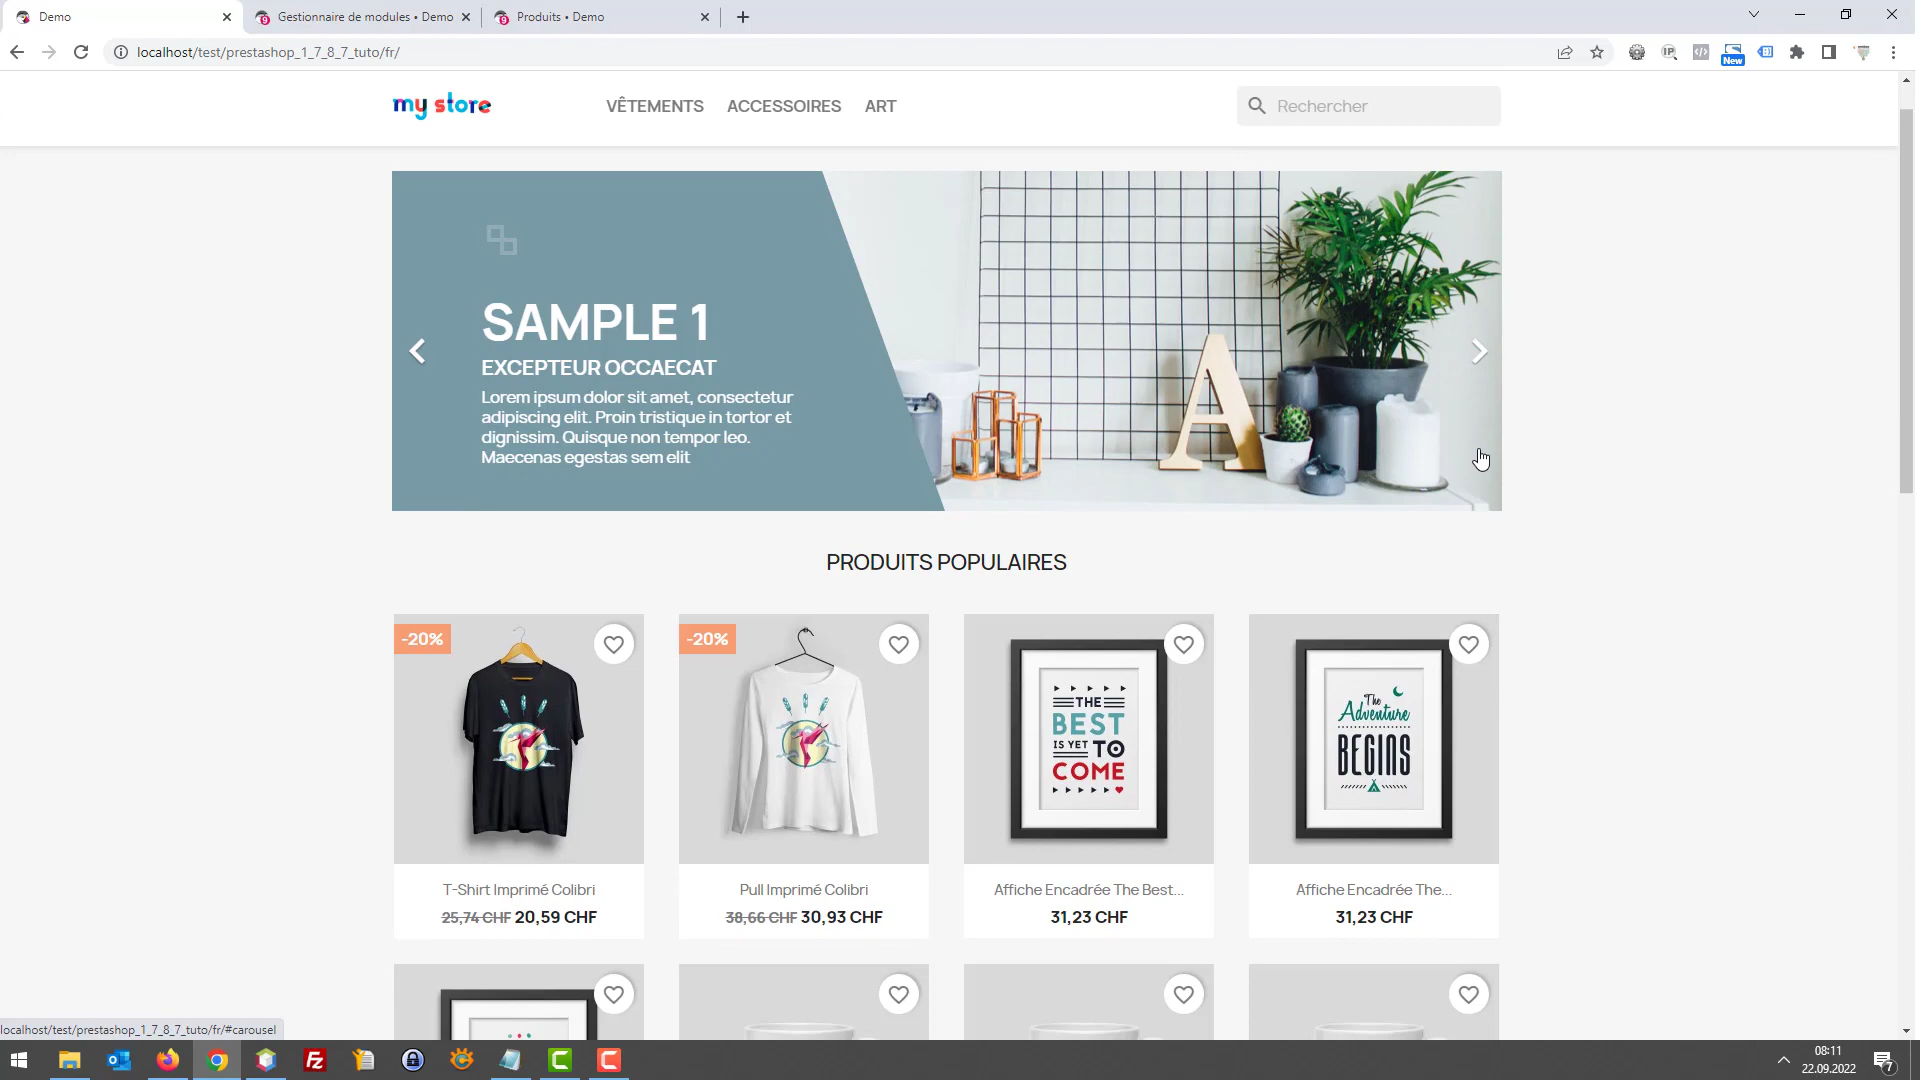 Demo
Gestionnaire de modules • Demo
Produits • Demo
localhost/test/prestashop_1_7_8_7_tuto/fr/
IP
New
my store
VÊTEMENTS
ACCESSOIRES
ART
Rechercher
SAMPLE 1
EXCEPTEUR OCCAECAT
Lorem ipsum dolor sit amet, consectetur
adipiscing elit. Proin tristique in tortor et
dignissim. Quisque non tempor leo.
Maecenas egestas sem elit
A
PRODUITS POPULAIRES
-20%
-20%
THE
BEST
IS YET TO
COME
The
Adventure
BEGINS
T-Shirt Imprimé Colibri
25,74 CHF 20,59 CHF
Pull Imprimé Colibri
38,66 CHF 30,93 CHF
Affiche Encadrée The Best...
31,23 CHF
Affiche Encadrée The...
31,23 CHF
localhost/test/prestashop_1_7_8_7_tuto/fr/#carousel
Fz
08:11
22.09.2022
7